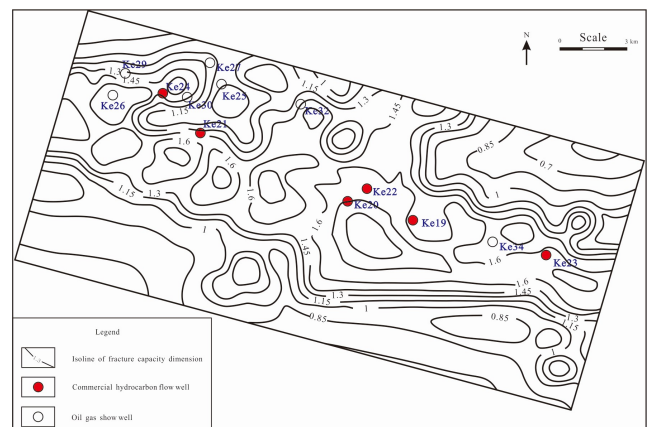 N
Scale
0 3 km
Ke29
1.3
1.45
Ke27
Ke24
Ke25
Ke26
Ke30
1.15
Ke32
1.15
1.3
1.45
Ke21
1.6
1.3
0.85
0.7
1.15
1.3
1.6
1.6
Ke22
1
1
Ke20
1.6
Ke19
1.45
Ke34
1.6
Ke23
1.6
1.45
1.3
1.15
1
1.3
1.15
0.85
0.85
1
Legend
Isoline of fracture capacity dimension
Commercial hydrocarbon flow well
Oil gas show well